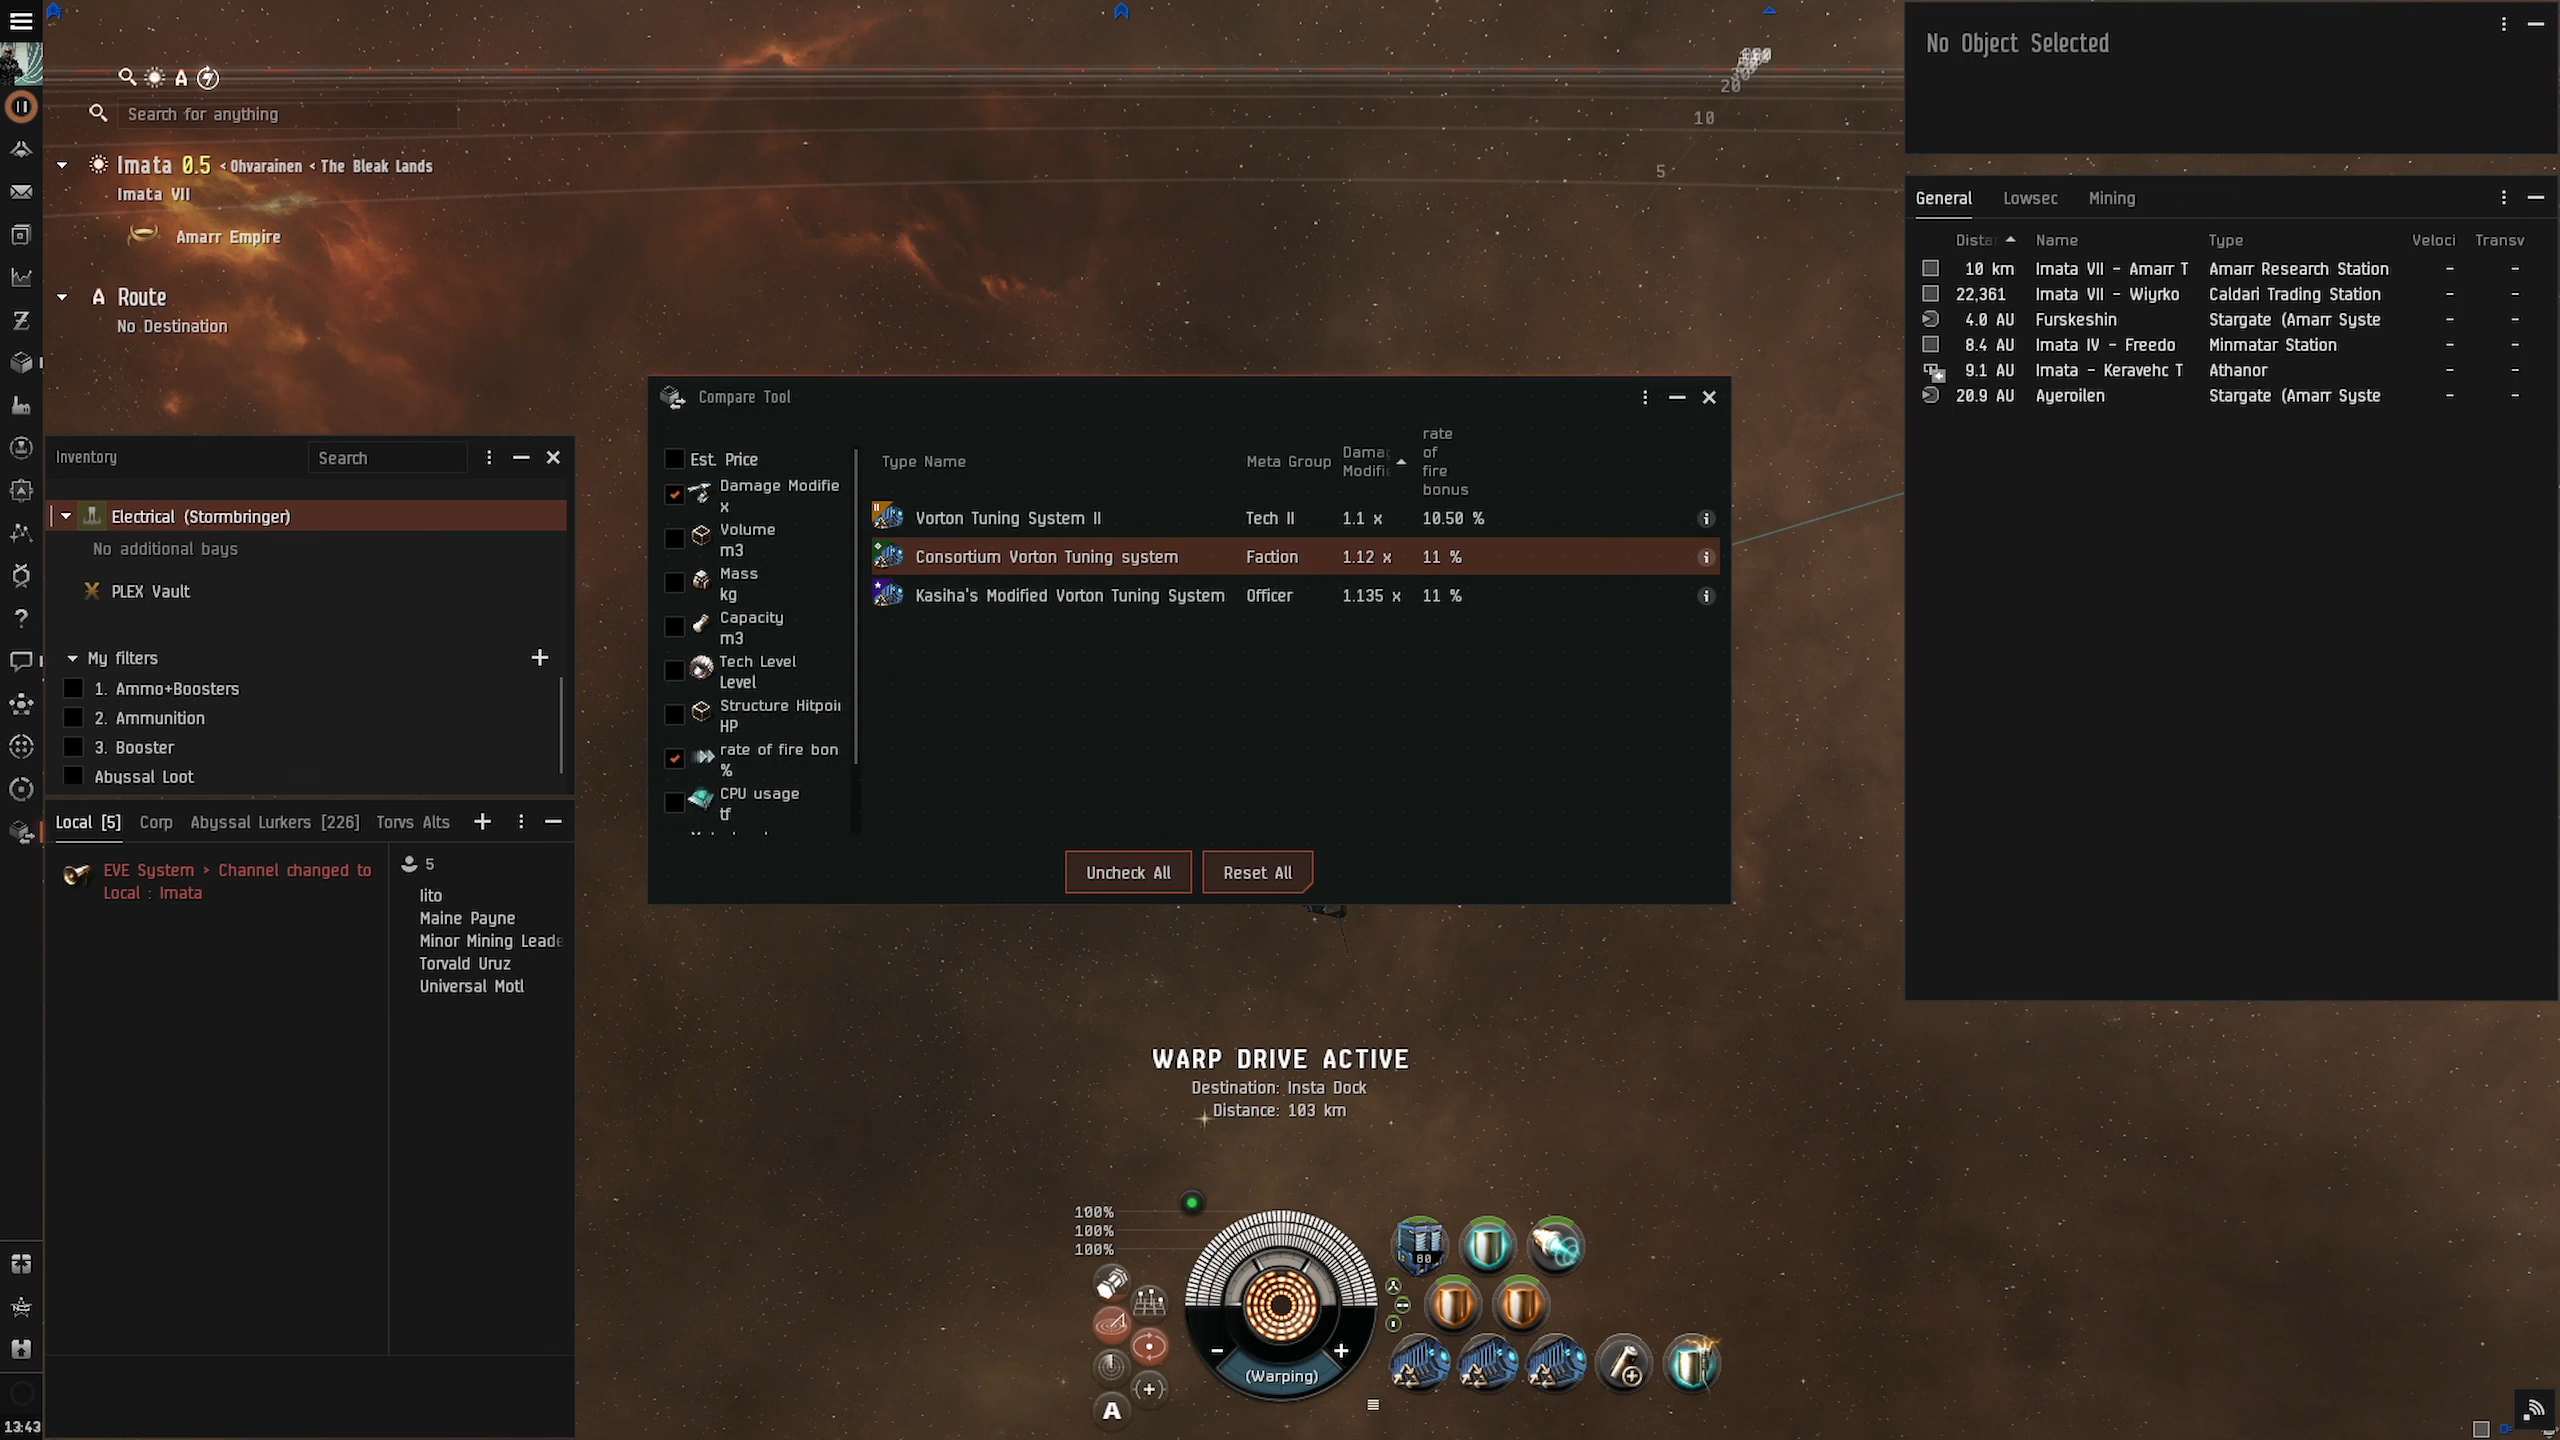 Search for anything
Imata 0.5 < Ohvarainen < The Bleak Lands
Imata VII
Amarr Empire
Route
No Destination
Inventory
Search
Electrical (Stormbringer)
No additional bays
PLEX Vault
My filters
1. Ammo+Boosters
2. Ammunition
3. Booster
Abyssal Loot
Local [5] Corp Abyssal Lurkers [226] Torvs Alts
EVE System > Channel changed to
Local : Imata
5
Iito
Maine Payne
Minor Mining Leade
Torvald Uruz
Universal Motl
13:43
20
10
5
Compare Tool
Est. Price
Damage Modifie
x
Volume
m3
Mass
kg
Capacity
m3
Tech Level
Level
Structure Hitpoi
HP
rate of fire bon
%
CPU usage
tf
Type Name
Meta Group
Damag
Modifi
rate
of
fire
bonus
Vorton Tuning System II Tech II 1.1 x 10.50 %
Consortium Vorton Tuning system Faction 1.12 x 11 %
Kasiha's Modified Vorton Tuning System Officer 1.135 x 11 %
Uncheck All
Reset All
WARP DRIVE ACTIVE
Destination: Insta Dock
Distance: 103 km
100%
100%
100%
(Warping)
80
A
No Object Selected
General Lowsec Mining
Dista Name Type Veloci Transv
10 km Imata VII - Amarr T Amarr Research Station - -
22,361 Imata VII - Wiyrko Caldari Trading Station - -
4.0 AU Furskeshin Stargate (Amarr Syste - -
8.4 AU Imata IV - Freedo Minmatar Station - -
9.1 AU Imata - Keravehc T Athanor - -
20.9 AU Ayeroilen Stargate (Amarr Syste - -